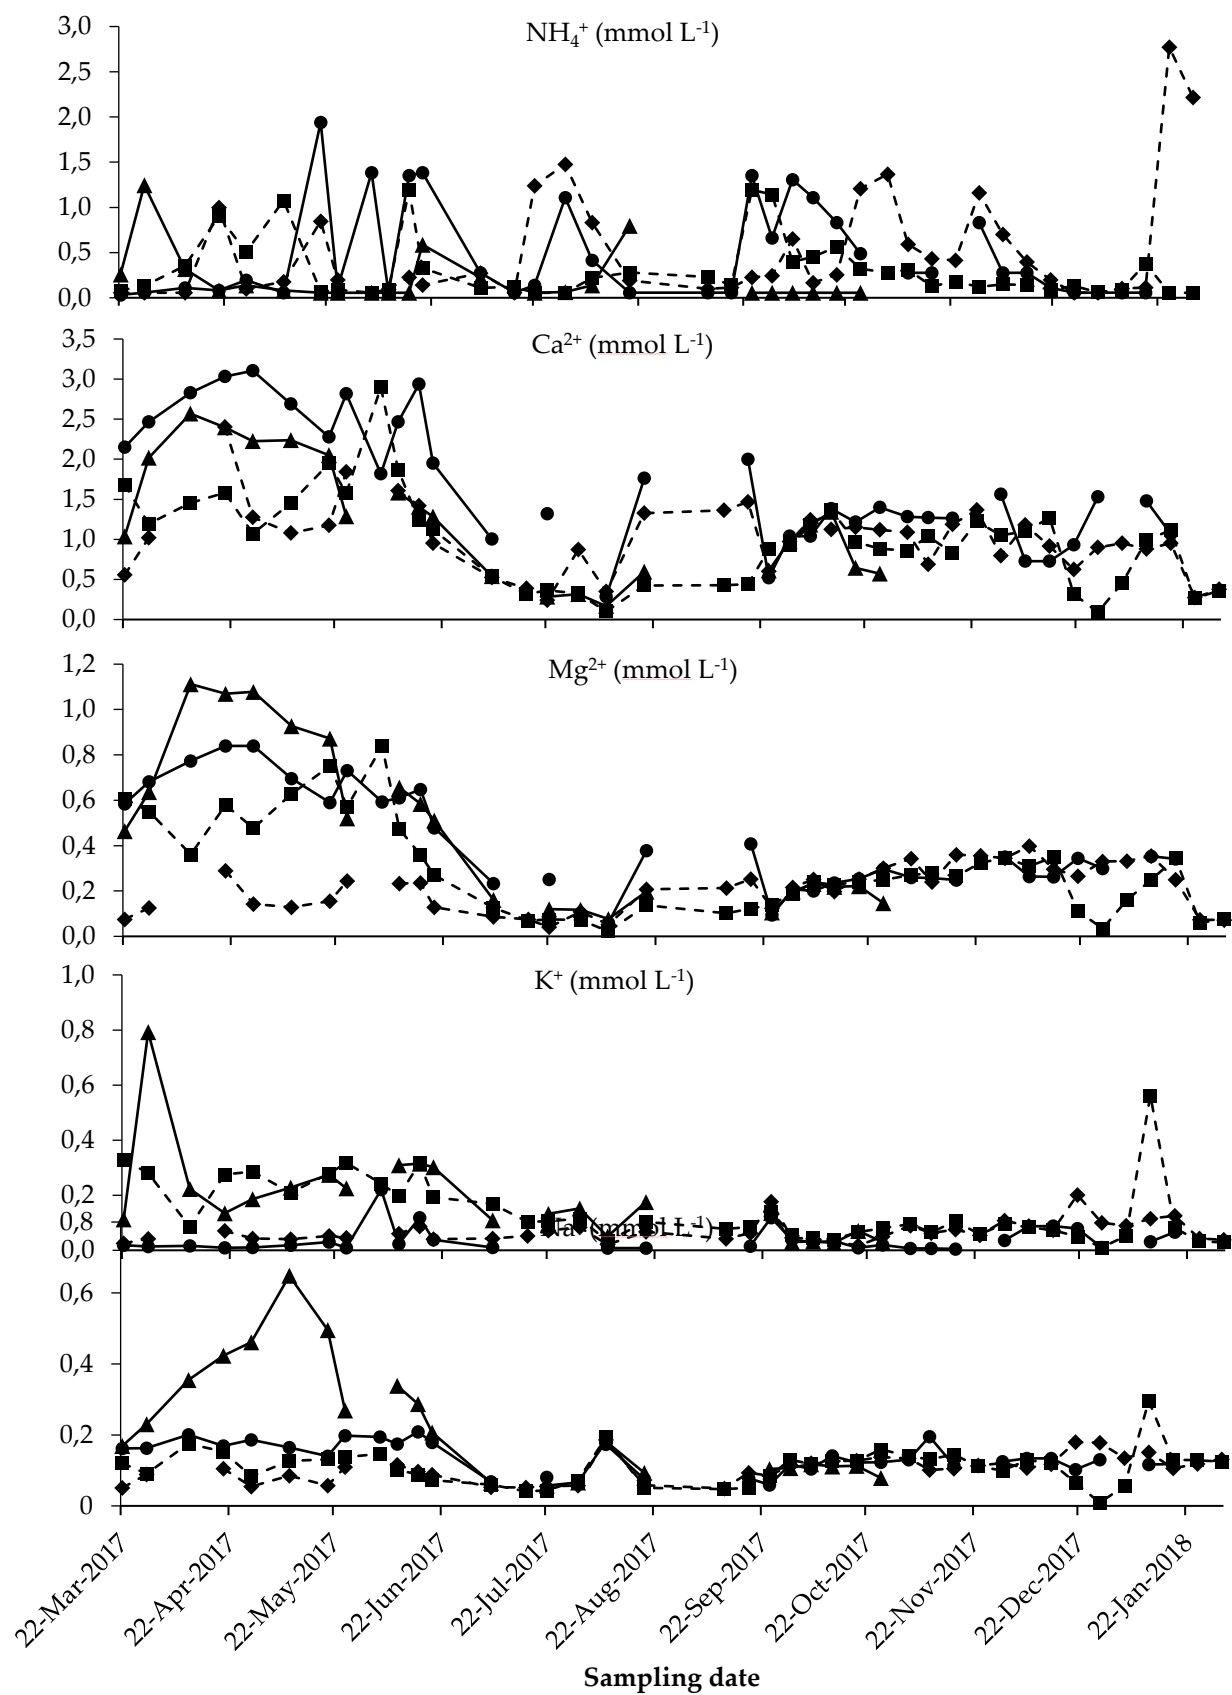 NH₄⁺ (mmol L⁻¹)
3,0
2,5
2,0
1,5
1,0
0,5
0,0
Ca²⁺ (mmol L⁻¹)
3,5
3,0
2,5
2,0
1,5
1,0
0,5
0,0
Mg²⁺ (mmol L⁻¹)
1,2
1,0
0,8
0,6
0,4
0,2
0,0
K⁺ (mmol L⁻¹)
1,0
0,8
0,6
0,4
0,2
0,0
Na⁺ (mmol L⁻¹)
0,8
0,6
0,4
0,2
0
22-Mar-2017
22-Apr-2017
22-May-2017
22-Jun-2017
22-Jul-2017
22-Aug-2017
22-Sep-2017
22-Oct-2017
22-Nov-2017
22-Dec-2017
22-Jan-2018
Sampling date